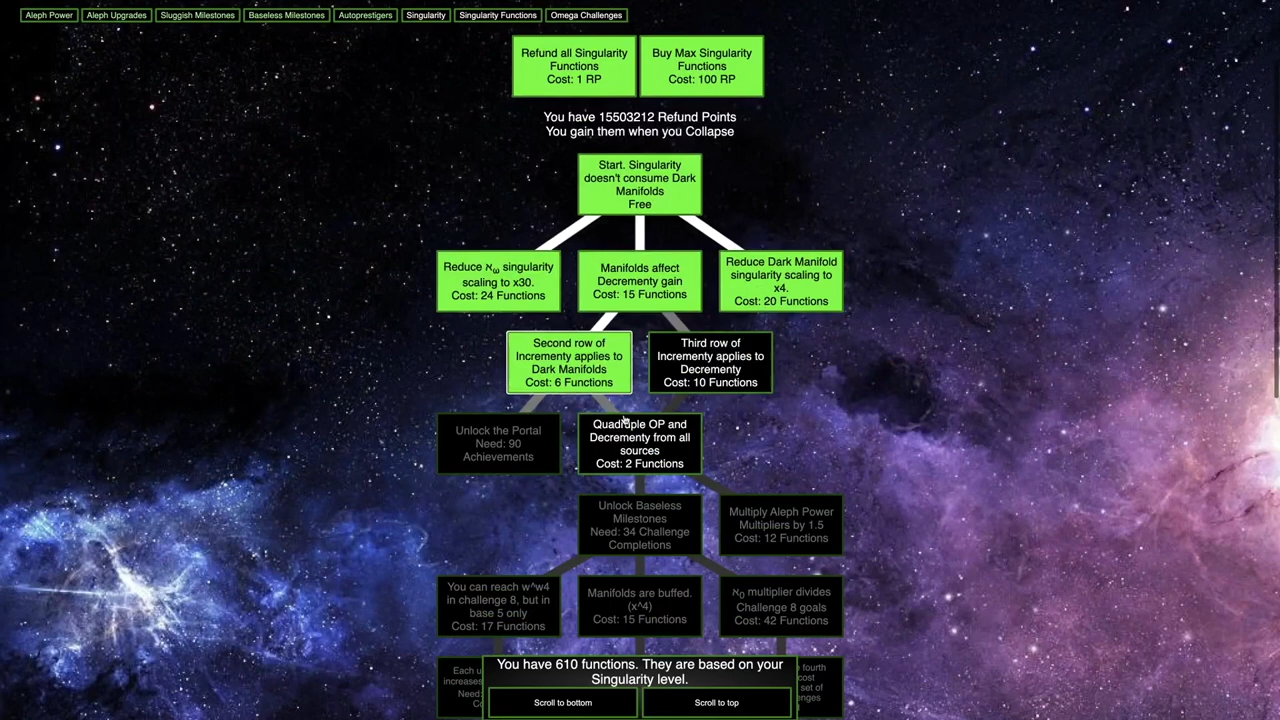 Aleph Power
Aleph Upgrades
Sluggish Milestones
Baseless Milestones
Autoprestigers
Singularity
Singularity Functions
Omega Challenges
Refund all Singularity
Functions
Cost: 1 RP
Buy Max Singularity
Functions
Cost: 100 RP
You have 15503212 Refund Points
You gain them when you Collapse
Start. Singularity
doesn't consume Dark
Manifolds
Free
Reduce ℵω singularity
scaling to x30.
Cost: 24 Functions
Manifolds affect
Decrementy gain
Cost: 15 Functions
Reduce Dark Manifold
singularity scaling to
x4.
Cost: 20 Functions
Second row of
Incrementy applies to
Dark Manifolds
Cost: 6 Functions
Third row of
Incrementy applies to
Decrementy
Cost: 10 Functions
Unlock the Portal
Need: 90
Achievements
Quadruple OP and
Decrementy from all
sources
Cost: 2 Functions
Unlock Baseless
Milestones
Need: 34 Challenge
Completions
Multiply Aleph Power
Multipliers by 1.5
Cost: 12 Functions
You can reach w^w4
in challenge 8, but in
base 5 only
Cost: 17 Functions
Manifolds are buffed.
(x^4)
Cost: 15 Functions
ℵ0 multiplier divides
Challenge 8 goals
Cost: 42 Functions
Each u
increases
Need:
fourth
cost
set of
enges
You have 610 functions. They are based on your
Singularity level.
Scroll to bottom
Scroll to top